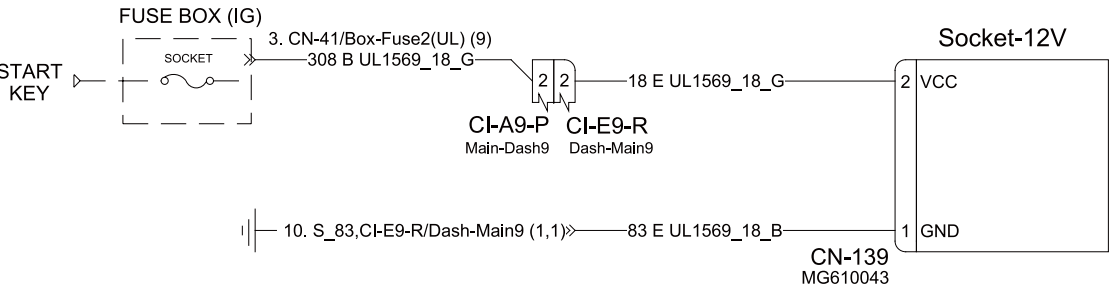 FUSE BOX (IG)
SOCKET
START
KEY
3. CN-41/Box-Fuse2(UL) (9)
308 B UL1569_18_G
2 2
CI-A9-P CI-E9-R
Main-Dash9 Dash-Main9
18 E UL1569_18_G
Socket-12V
2 VCC
10. S_83,CI-E9-R/Dash-Main9 (1,1)
83 E UL1569_18_B
1 GND
CN-139
MG610043